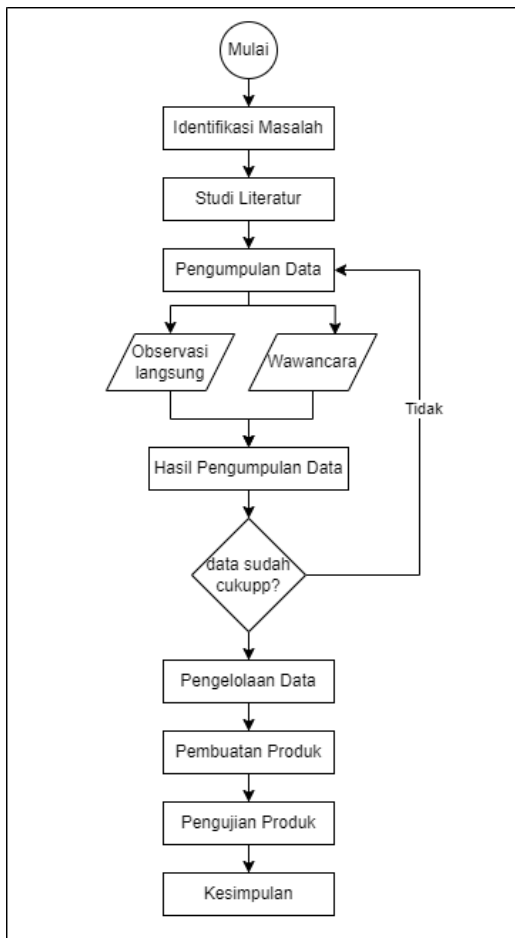 Mulai
Identifikasi Masalah
Studi Literatur
Pengumpulan Data
Observasi
langsung
Wawancara
Tidak
Hasil Pengumpulan Data
data sudah
cukupp?
Pengelolaan Data
Pembuatan Produk
Pengujian Produk
Kesimpulan